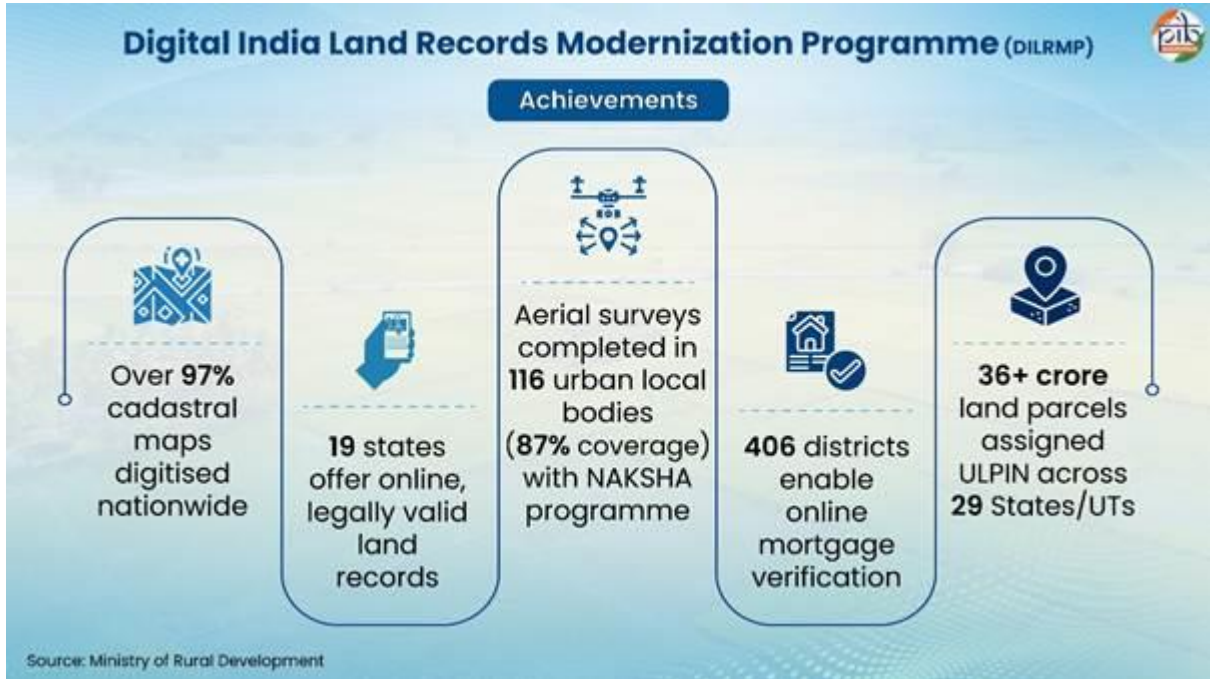 Digital India Land Records Modernization Programme (DILRMP)
pib
Achievements
Over 97%
cadastral
maps
digitised
nationwide
19 states
offer online,
legally valid
land
records
Aerial surveys
completed in
116 urban local
bodies
(87% coverage)
with NAKSHA
programme
406 districts
enable
online
mortgage
verification
36+ crore
land parcels
assigned
ULPIN across
29 States/UTs
Source: Ministry of Rural Development